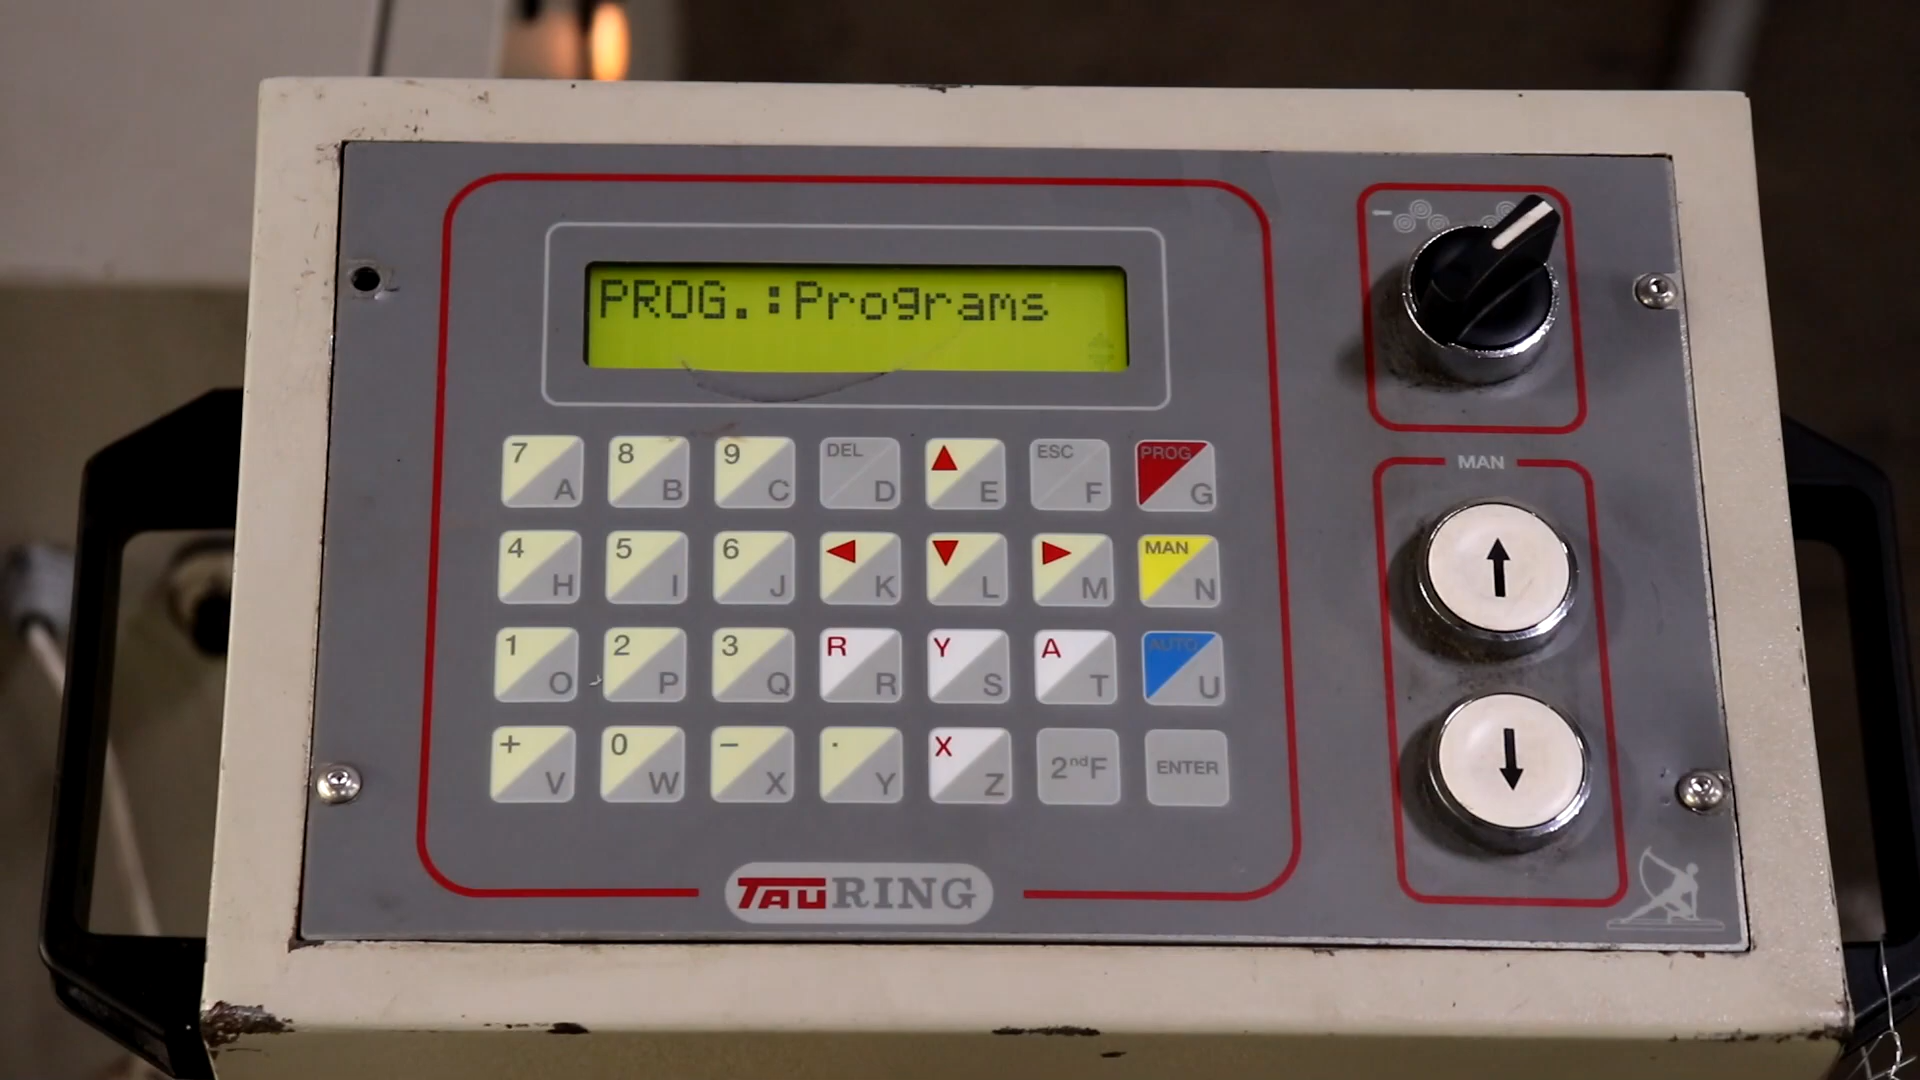 PROG.:Programs
7 A 8 B 9 C DEL D E ESC F PROG G
4 H 5 I 6 J K L M MAN N
1 O 2 P 3 Q R R Y S A T AUTO U
+ V 0 W - X . Y X Z 2ndF ENTER
TAURING
MAN